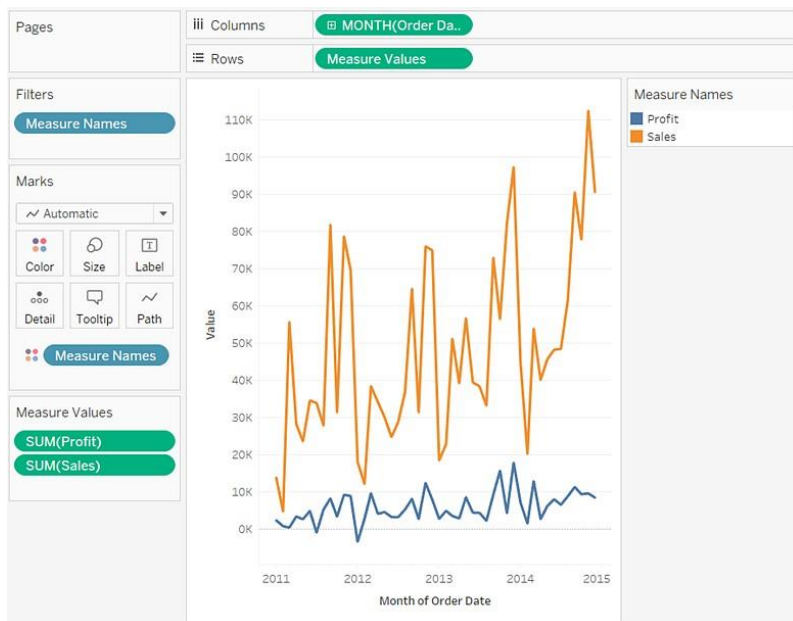 Pages
Columns
MONTH(Order Da..
Rows
Measure Values
Filters
Measure Names
Marks
Automatic
Color Size Label
Detail Tooltip Path
Measure Names
Measure Values
SUM(Profit)
SUM(Sales)
110K
100K
90K
80K
70K
60K
50K
40K
30K
20K
10K
0K
Value
2011 2012 2013 2014 2015
Month of Order Date
Measure Names
Profit
Sales